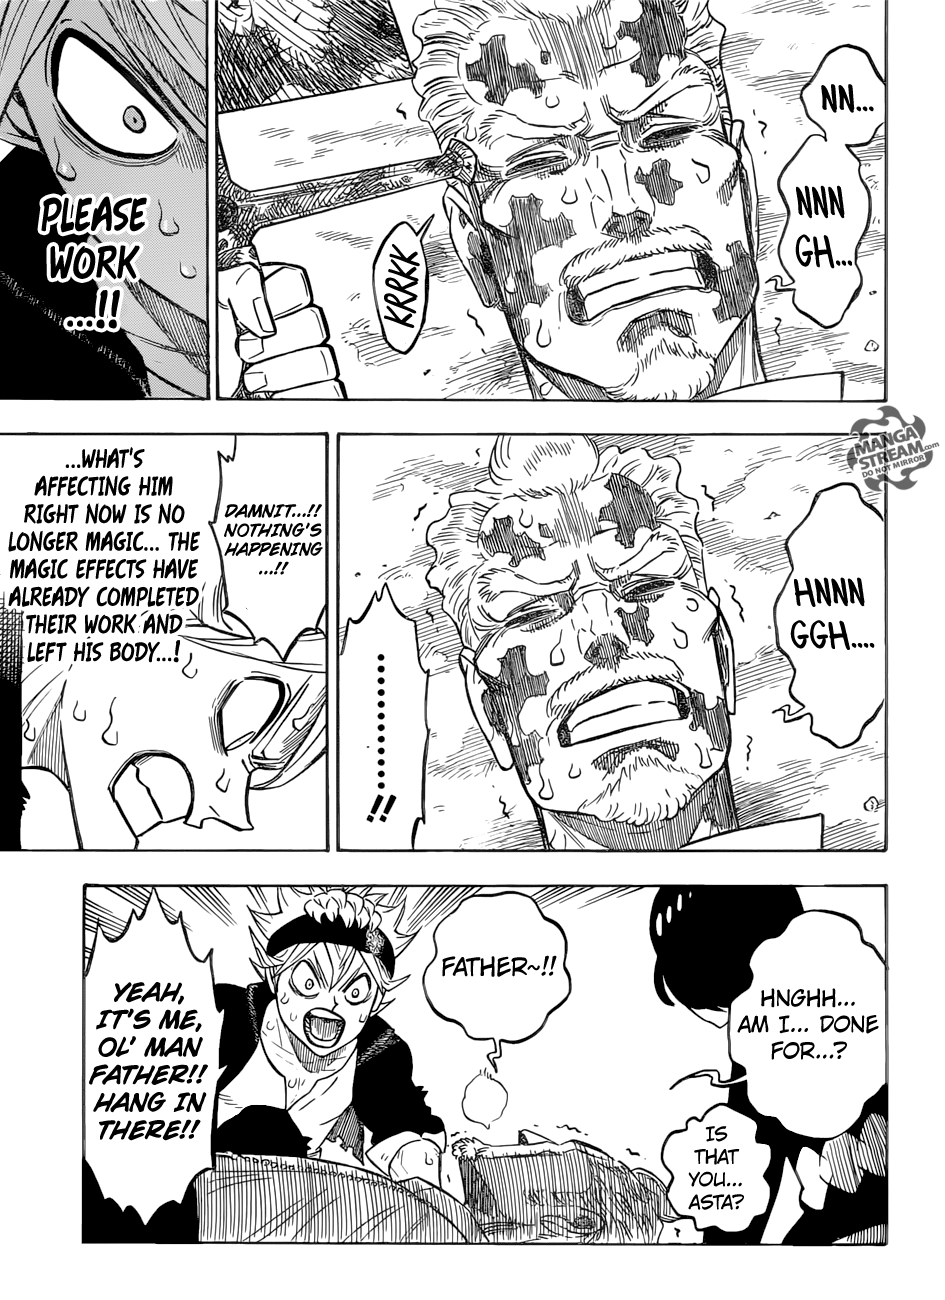 NN...
NNN
GH....
KRRKK
PLEASE
WORK
...!!
MANGA
STREAM.com
DO NOT MIRROR
HNNN
GGH....
..........!!
DAMNIT...!!
NOTHING'S
HAPPENING
...!!
...WHAT'S
AFFECTING HIM
RIGHT NOW IS NO
LONGER MAGIC... THE
MAGIC EFFECTS HAVE
ALREADY COMPLETED
THEIR WORK AND
LEFT HIS BODY...!
HNGHH...
AM I... DONE
FOR...?
IS
THAT
YOU...
ASTA?
FATHER~!!
YEAH,
IT'S ME,
OL' MAN
FATHER!!
HANG IN
THERE!!